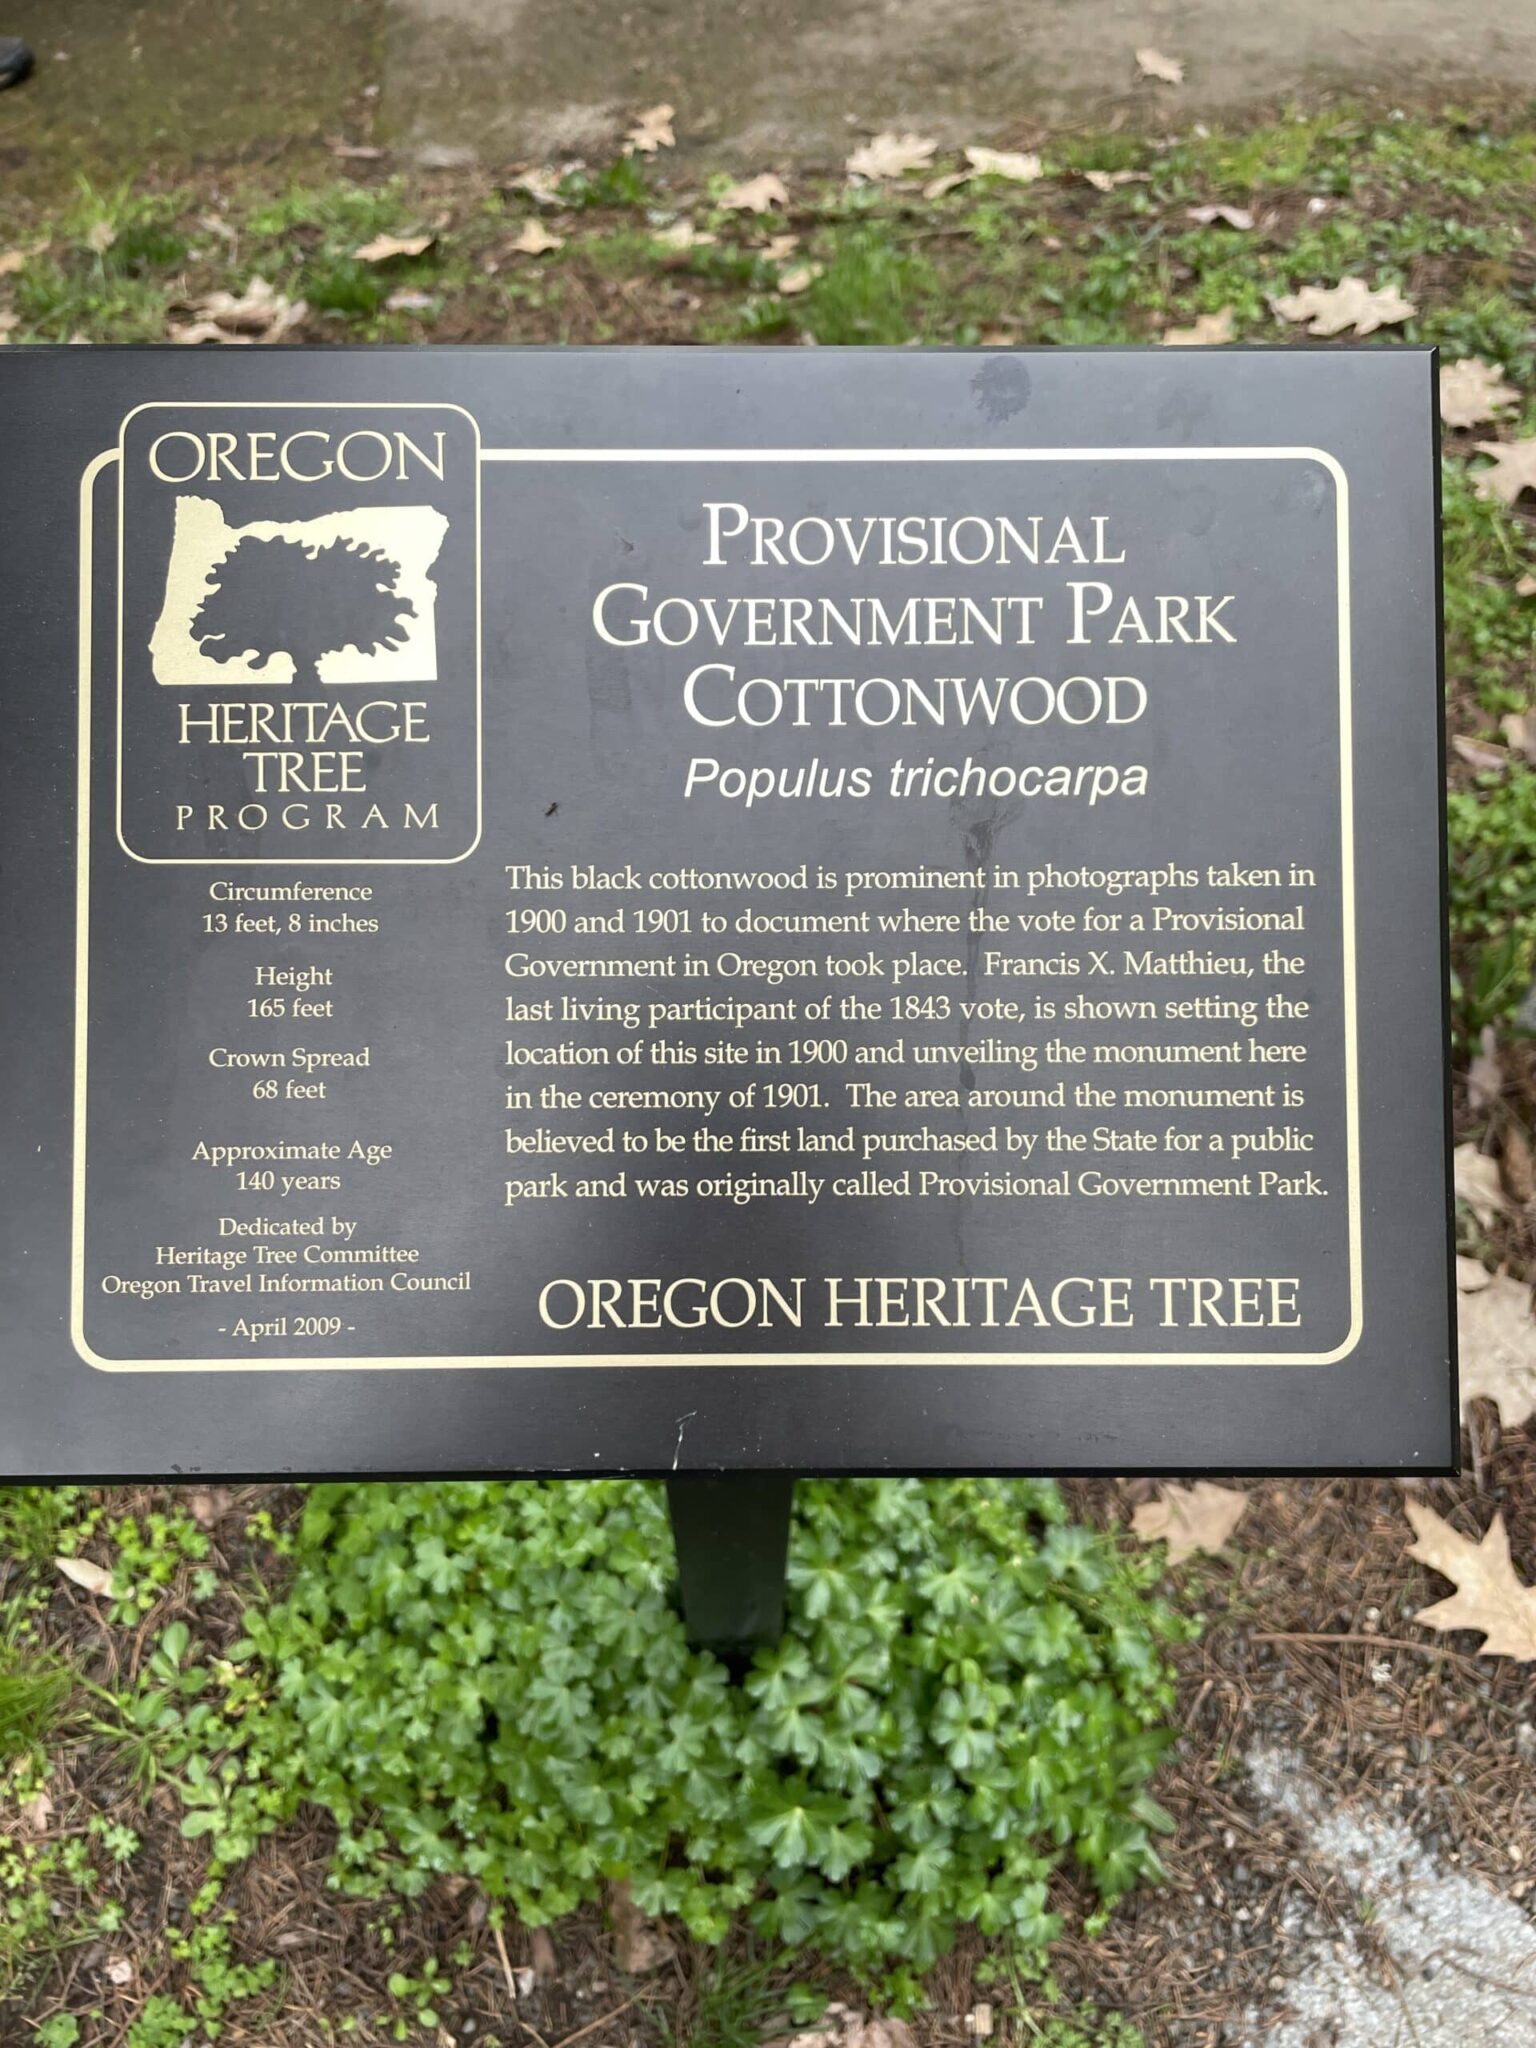 OREGON
HERITAGE
TREE
PROGRAM
Circumference
13 feet, 8 inches
Height
165 feet
Crown Spread
68 feet
Approximate Age
140 years
Dedicated by
Heritage Tree Committee
Oregon Travel Information Council
- April 2009 -
PROVISIONAL
GOVERNMENT PARK
COTTONWOOD
Populus trichocarpa
This black cottonwood is prominent in photographs taken in
1900 and 1901 to document where the vote for a Provisional
Government in Oregon took place. Francis X. Matthieu, the
last living participant of the 1843 vote, is shown setting the
location of this site in 1900 and unveiling the monument here
in the ceremony of 1901. The area around the monument is
believed to be the first land purchased by the State for a public
park and was originally called Provisional Government Park.
OREGON HERITAGE TREE